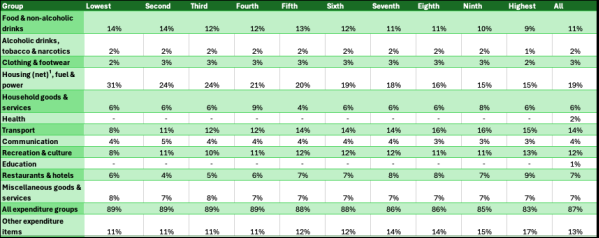 Group Lowest Second Third Fourth Fifth Sixth Seventh Eighth Ninth Highest All
Food & non-alcoholic
drinks 14% 14% 12% 12% 13% 12% 11% 11% 10% 9% 11%
Alcoholic drinks,
tobacco & narcotics 2% 2% 2% 2% 2% 2% 2% 2% 2% 1% 2%
Clothing & footwear 2% 3% 3% 3% 3% 3% 3% 3% 3% 2% 3%
Housing (net)¹, fuel &
power 31% 24% 24% 21% 20% 19% 18% 16% 15% 15% 19%
Household goods &
services 6% 6% 6% 9% 4% 6% 6% 6% 8% 6% 6%
Health - - - - - - - - - - 2%
Transport 8% 11% 12% 12% 14% 14% 14% 16% 16% 15% 14%
Communication 4% 5% 4% 4% 4% 4% 4% 3% 3% 3% 4%
Recreation & culture 8% 11% 10% 11% 12% 12% 12% 11% 11% 13% 12%
Education - - - - - - - - - - 1%
Restaurants & hotels 6% 4% 5% 6% 7% 7% 8% 8% 7% 9% 7%
Miscellaneous goods &
services 8% 7% 8% 7% 7% 7% 7% 7% 7% 7% 7%
All expenditure groups 89% 89% 89% 89% 88% 88% 86% 86% 85% 83% 87%
Other expenditure
items 11% 11% 11% 11% 12% 12% 14% 14% 15% 17% 13%